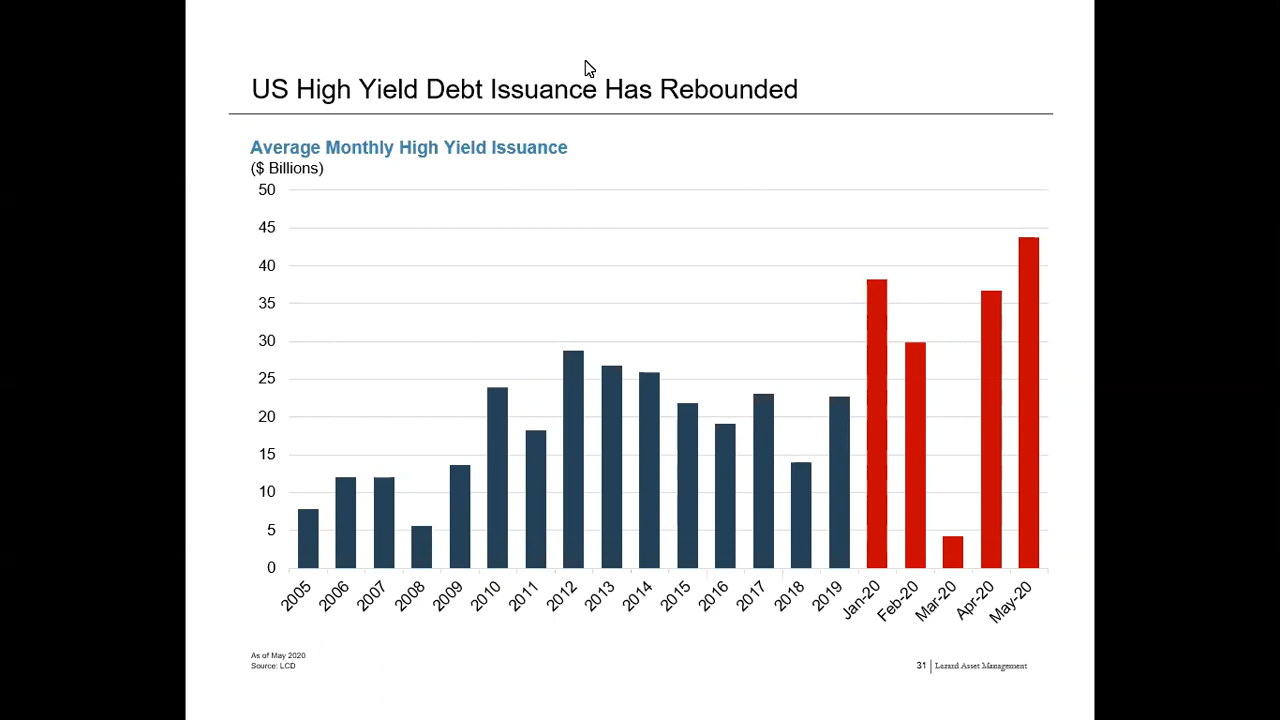 US High Yield Debt Issuance Has Rebounded
Average Monthly High Yield Issuance
($ Billions)
50
45
40
35
30
25
20
15
10
5
0
2005 2006 2007 2008 2009 2010 2011 2012 2013 2014 2015 2016 2017 2018 2019 Jan-20 Feb-20 Mar-20 Apr-20 May-20
As of May 2020
Source: LCD
31 Lazard Asset Management